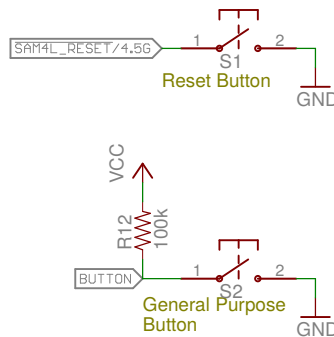 SAM4L_RESET/4.5G
1
2
S1
Reset Button
GND
VCC
R12
100k
BUTTON
1
2
S2
General Purpose
Button
GND